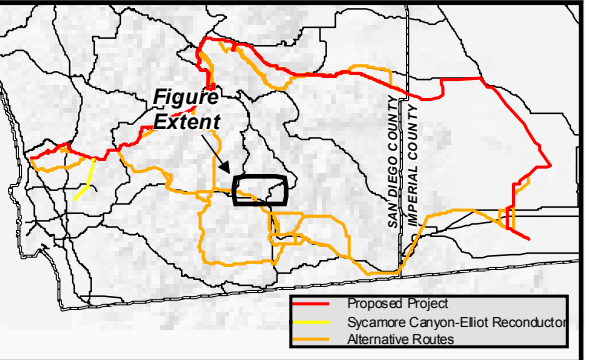 Figure
Extent
SAN DIEGO COUNTY
IMPERIAL COUNTY
Proposed Project
Sycamore Canyon-Elliot Reconductor
Alternative Routes